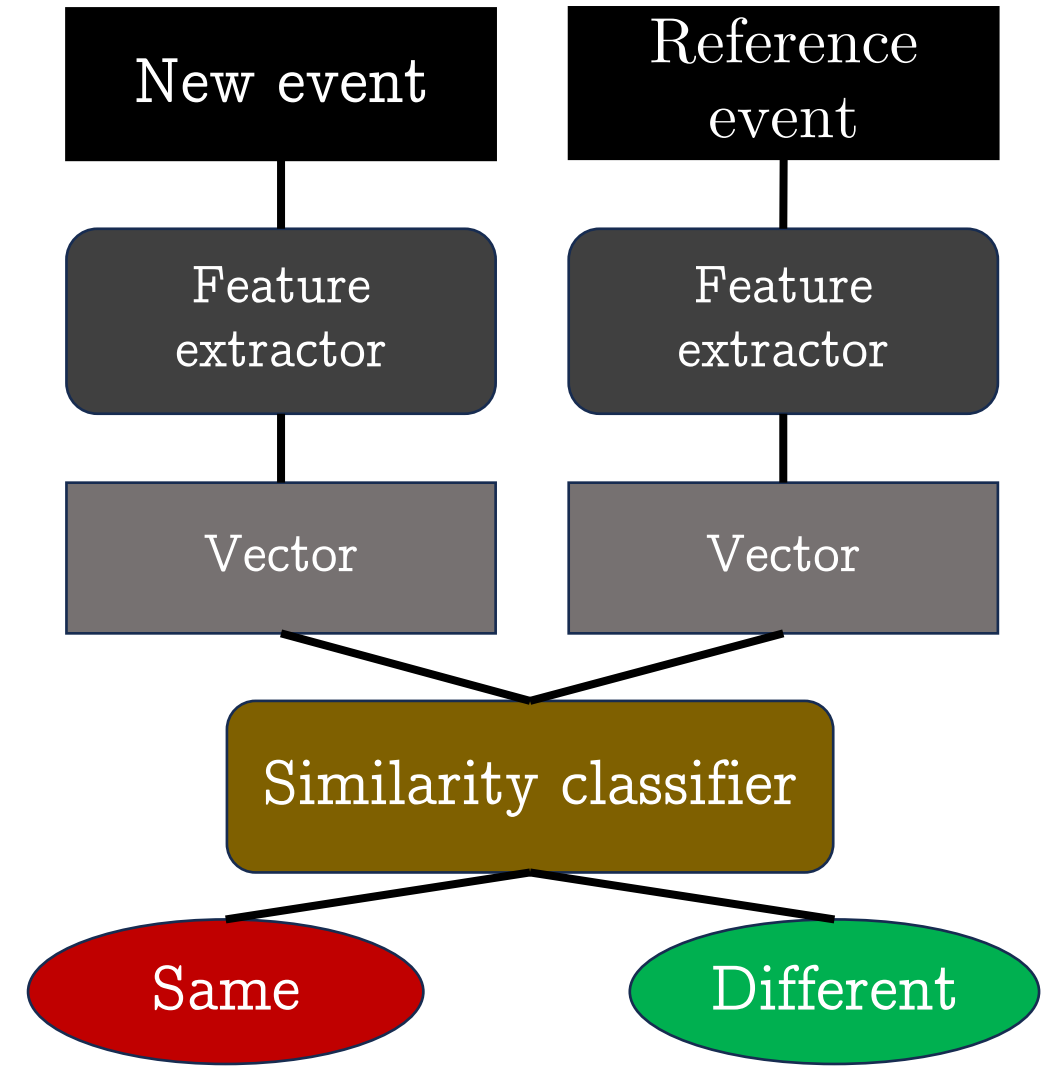 New event
Reference
event
Feature
extractor
Feature
extractor
Vector
Vector
Similarity classifier
Same
Different